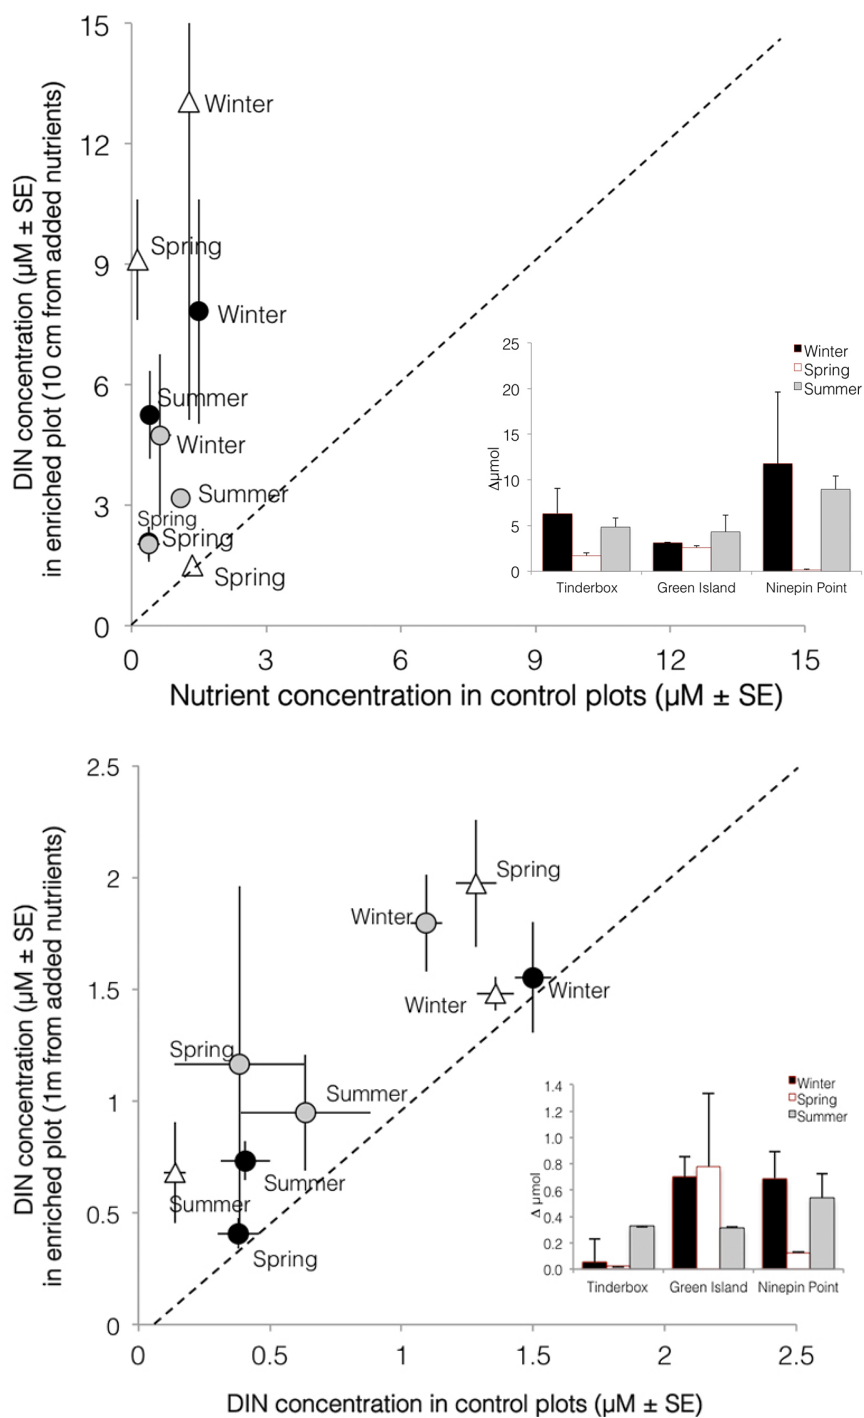 15
12
9
6
3
0
DIN concentration (µM ± SE)
in enriched plot (10 cm from added nutrients)
Winter
Spring
Winter
Summer
Winter
Summer
Spring
Spring
Spring
25
20
15
10
5
0
Δµmol
Winter
Spring
Summer
Tinderbox
Green Island
Ninepin Point
0
3
6
9
12
15
Nutrient concentration in control plots (µM ± SE)
2.5
2
1.5
1
0.5
0
DIN concentration (µM ± SE)
in enriched plot (1m from added nutriients)
Spring
Winter
Winter
Winter
Spring
Summer
Summer
Summer
Spring
1.4
1.2
1.0
0.8
0.6
0.4
0.2
0.0
Δ µmol
Winter
Spring
Summer
Tinderbox
Green Island
Ninepin Point
0
0.5
1
1.5
2
2.5
DIN concentration in control plots (µM ± SE)